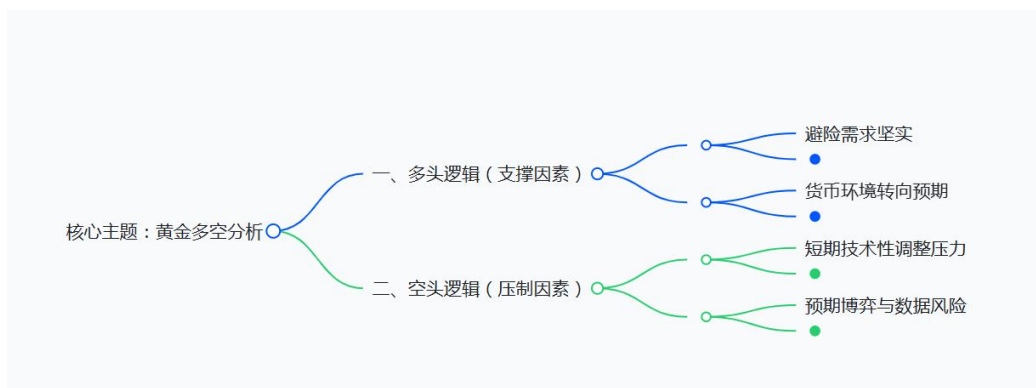 避险需求坚实
一、多头逻辑（支撑因素）
货币环境转向预期
核心主题：黄金多空分析
短期技术性调整压力
二、空头逻辑（压制因素）
预期博弈与数据风险